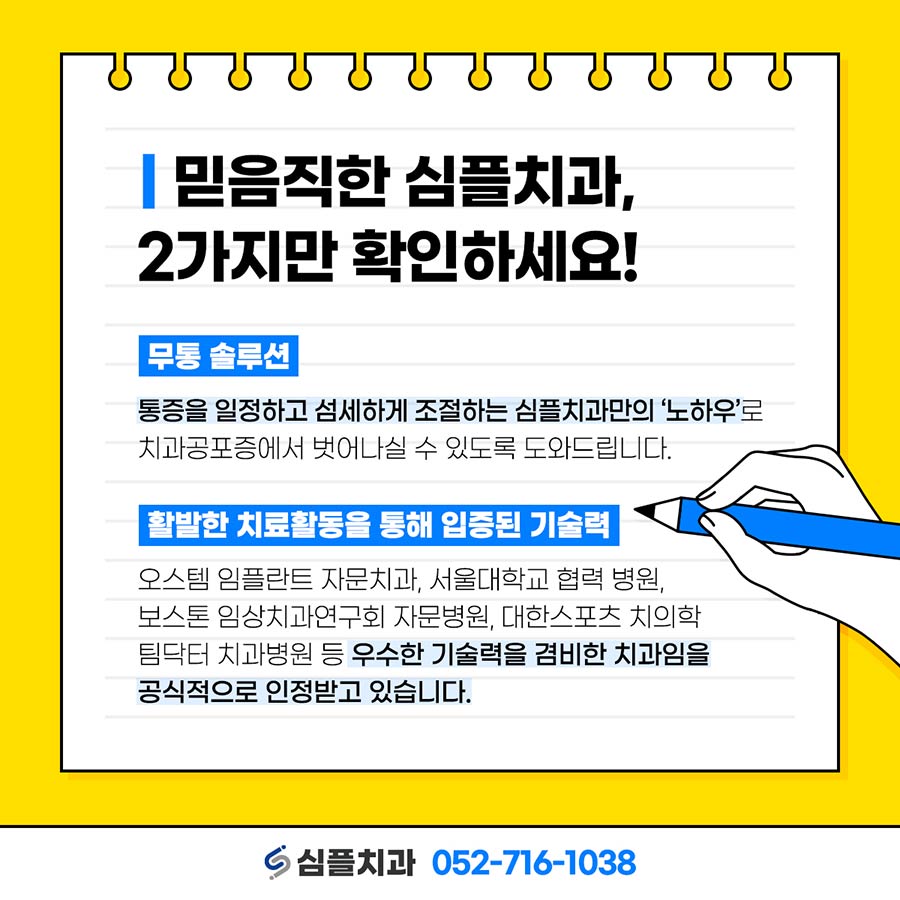 믿음직한 심플치과,
2가지만 확인하세요!
무통 솔루션
통증을 일정하고 섬세하게 조절하는 심플치과만의 ‘노하우’로
치과공포증에서 벗어나실 수 있도록 도와드립니다.
활발한 치료활동을 통해 입증된 기술력
오스템 임플란트 자문치과, 서울대학교 협력 병원,
보스톤 임상치과연구회 자문병원, 대한스포츠 치의학
팀닥터 치과병원 등 우수한 기술력을 겸비한 치과임을
공식적으로 인정받고 있습니다.
심플치과 052-716-1038